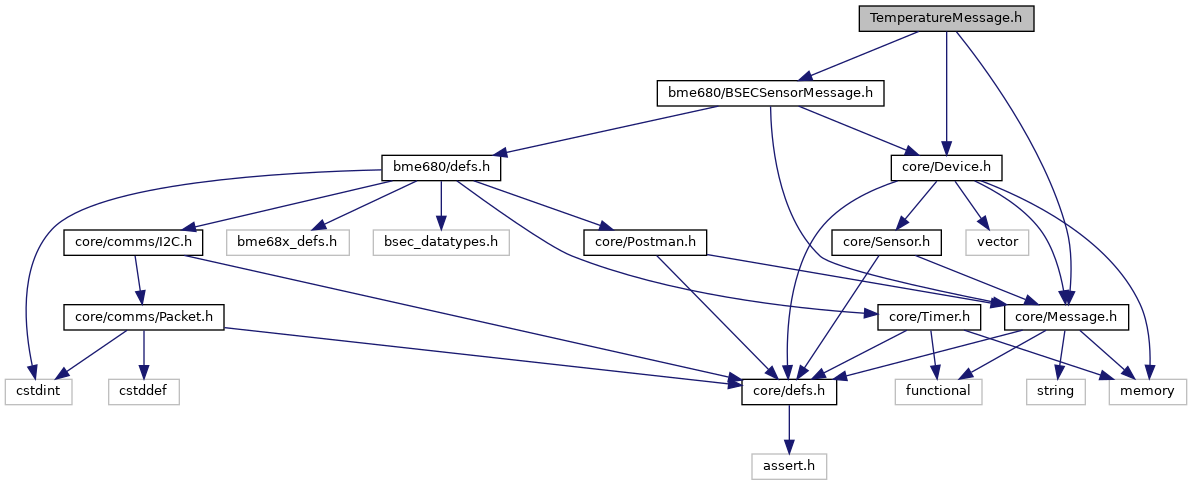 TemperatureMessage.h
bme680/BSECSensorMessage.h
bme680/defs.h
core/Device.h
core/comms/I2C.h
bme68x_defs.h
bsec_datatypes.h
core/Postman.h
core/Sensor.h
vector
core/comms/Packet.h
core/Timer.h
core/Message.h
cstdint
cstddef
core/defs.h
functional
string
memory
assert.h